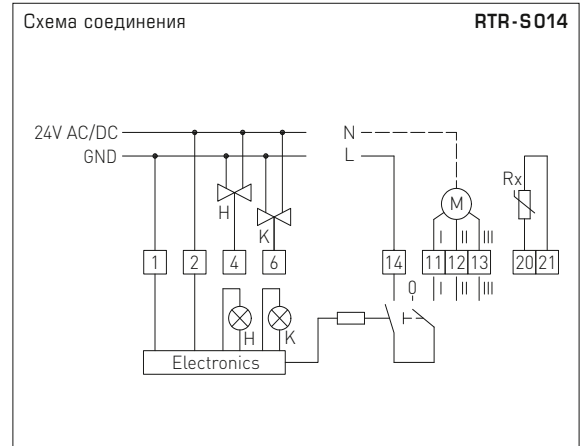 Схема соединения RTR-S014
24V AC/DC N
GND L
Rx
M
H
K
I II III
1 2 4 6 14 11 12 13 20 21
0
I II III
H K
Electronics